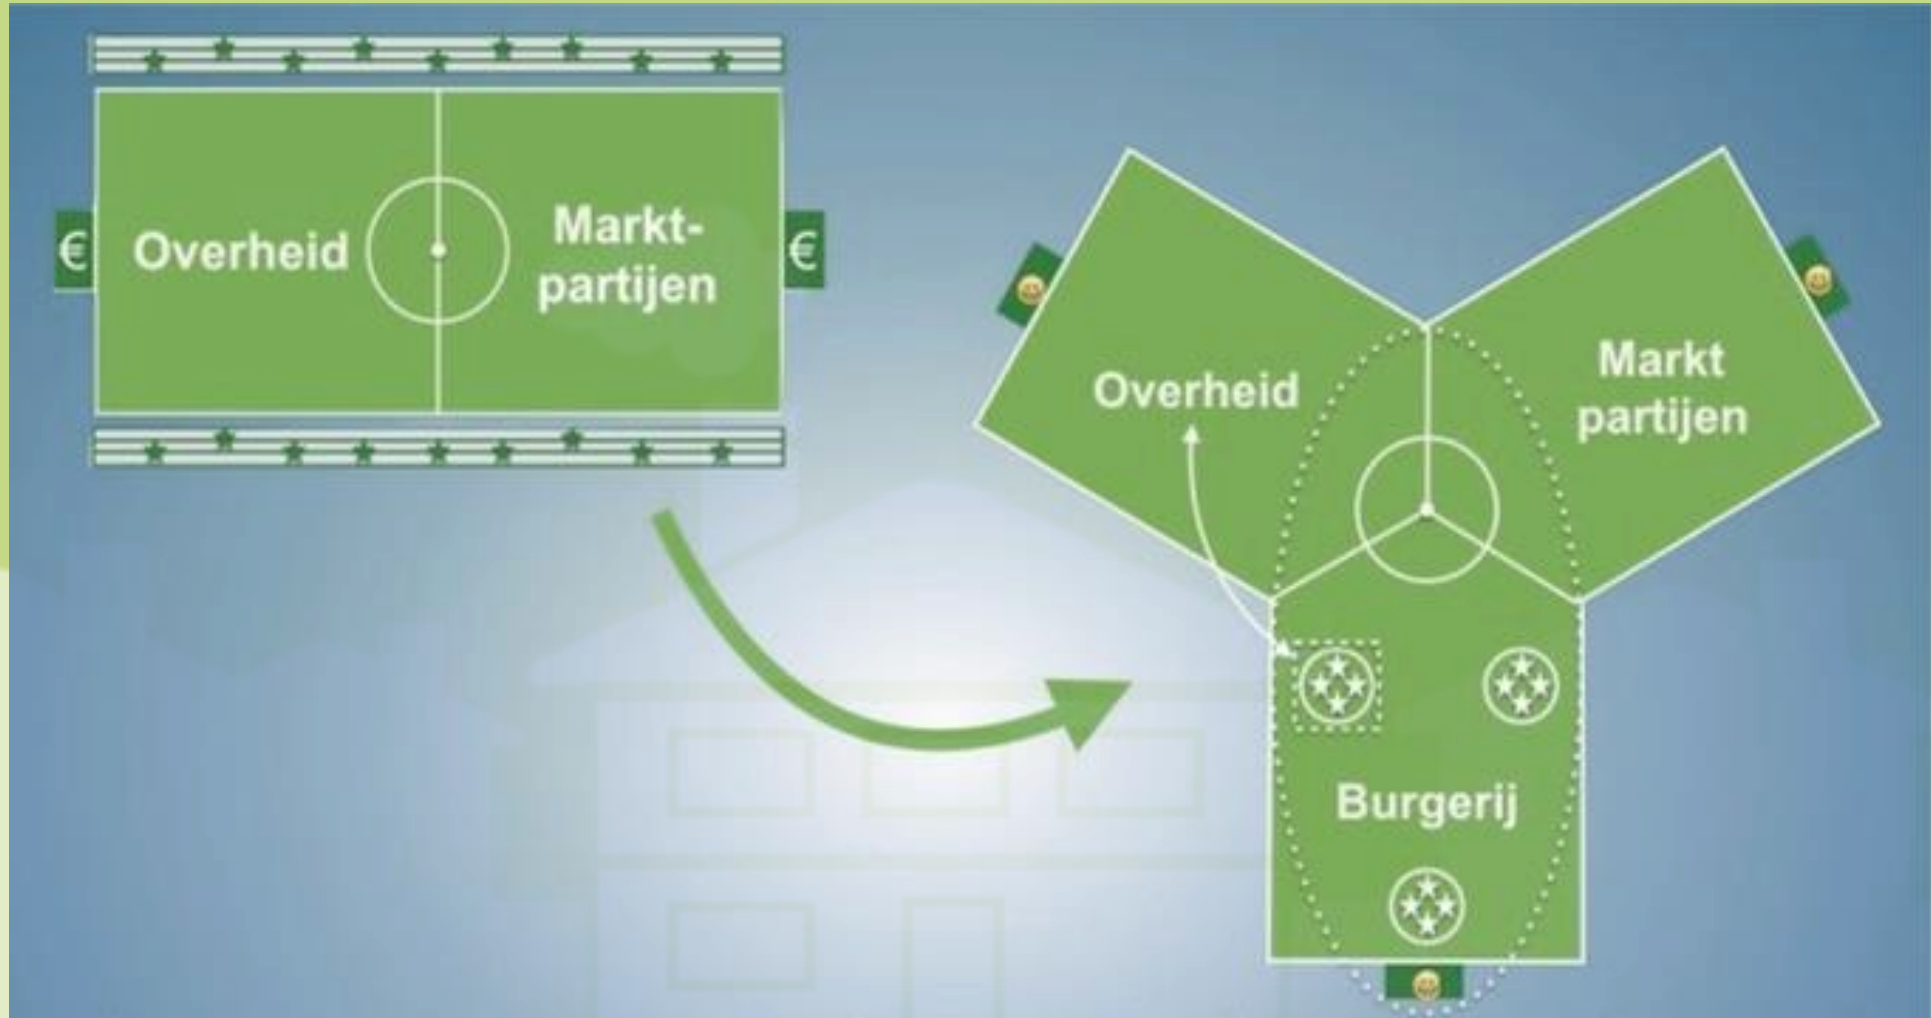 €
Overheid
Markt-
partijen
€
Overheid
Markt
partijen
Burgerij